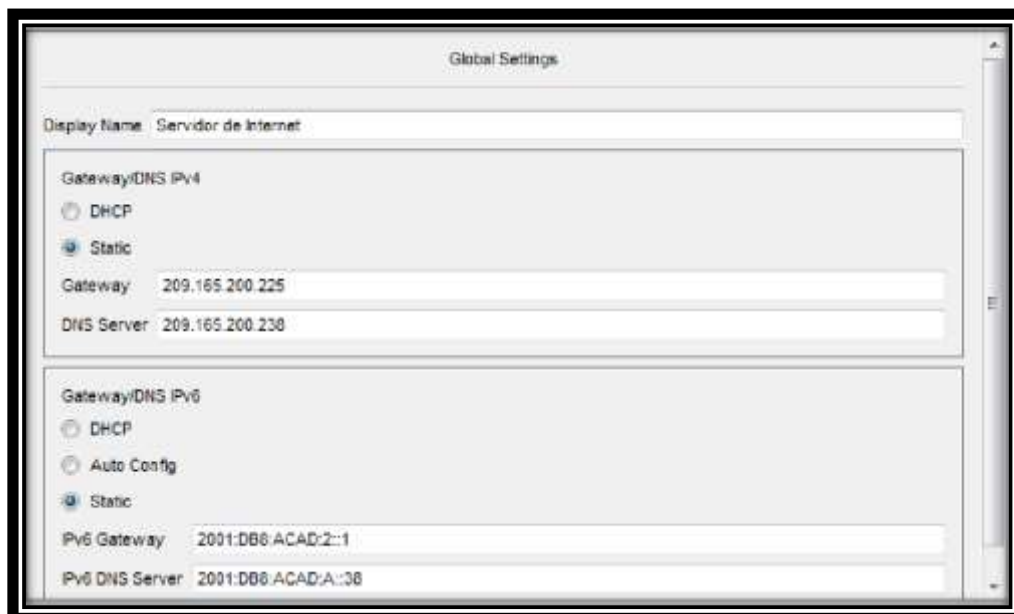 Global Settings
Display Name Servidor de Internet
Gateway/DNS IPv4
DHCP
Static
Gateway 209.165.200.225
DNS Server 209.165.200.238
Gateway/DNS IPv6
DHCP
Auto Config
Static
IPv6 Gateway 2001:DB8:ACAD:2::1
IPv6 DNS Server 2001:DB8:ACAD:A::38